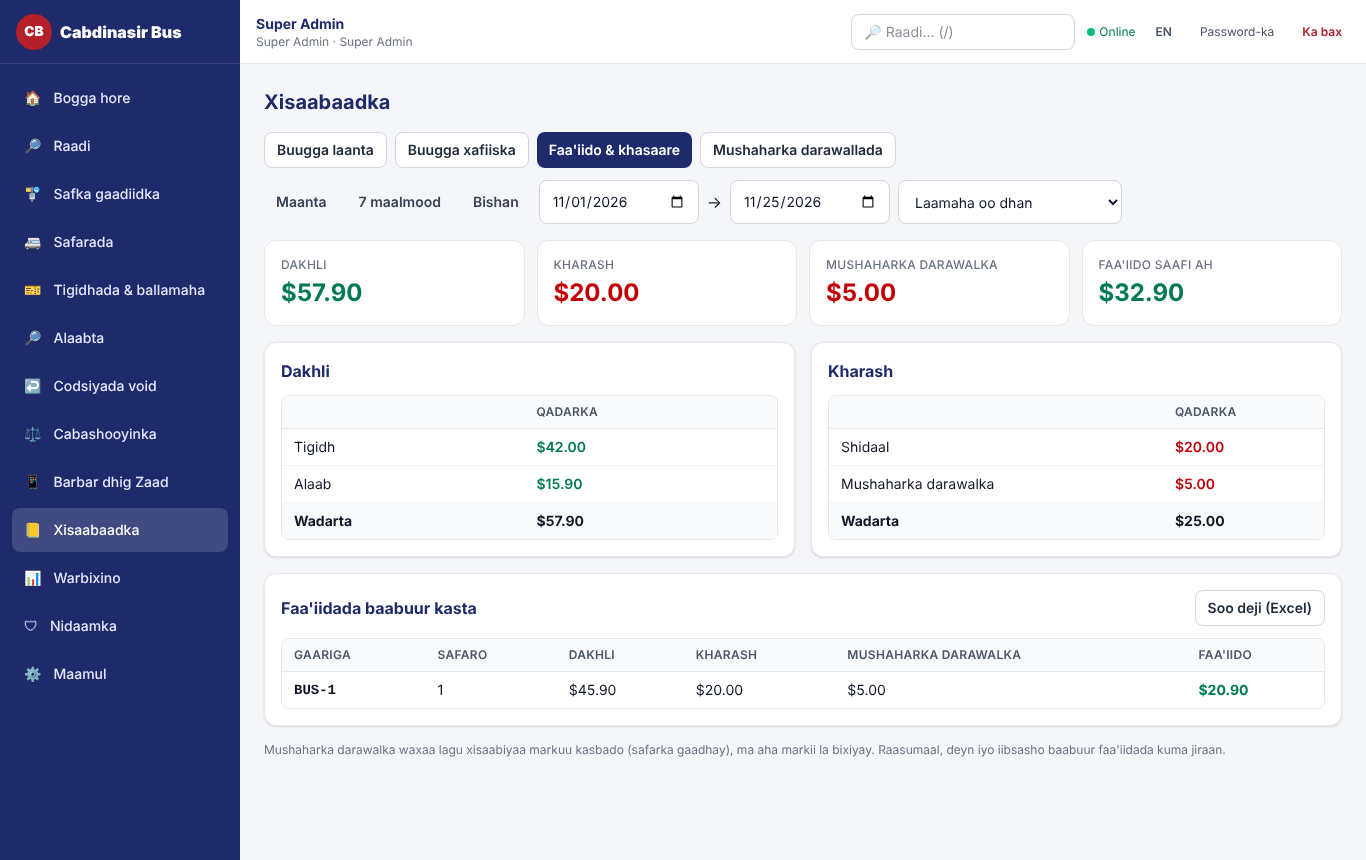 CB Cabdinasir Bus
Bogga hore
Raadi
Safka gaadiidka
Safarada
Tigidhada & ballamaha
Alaabta
Codsiyada void
Cabashooyinka
Barbar dhig Zaad
Xisaabaadka
Warbixino
Nidaamka
Maamul
Super Admin
Super Admin · Super Admin
Raadi... (/)
Online
EN
Password-ka
Ka bax
Xisaabaadka
Buugga laanta
Buugga xafiiska
Faa'iido & khasaare
Mushaharka darawallada
Maanta
7 maalmood
Bishan
11/01/2026 → 11/25/2026
Laamaha oo dhan
DAKHLI
$57.90
KHARASH
$20.00
MUSHAHARKA DARAWALKA
$5.00
FAA'IIDO SAAFI AH
$32.90
Dakhli
QADARKA
Tigidh $42.00
Alaab $15.90
Wadarta $57.90
Kharash
QADARKA
Shidaal $20.00
Mushaharka darawalka $5.00
Wadarta $25.00
Faa'iidada baabuur kasta
Soo deji (Excel)
GAARIGA SAFARO DAKHLI KHARASH MUSHAHARKA DARAWALKA FAA'IIDO
BUS-1 1 $45.90 $20.00 $5.00 $20.90
Mushaharka darawalka waxaa lagu xisaabiyaa markuu kasbado (safarka gaadhay), ma aha markii la bixiyay. Raasumaal, deyn iyo iibsasho baabuur faa'iidada kuma jiraan.